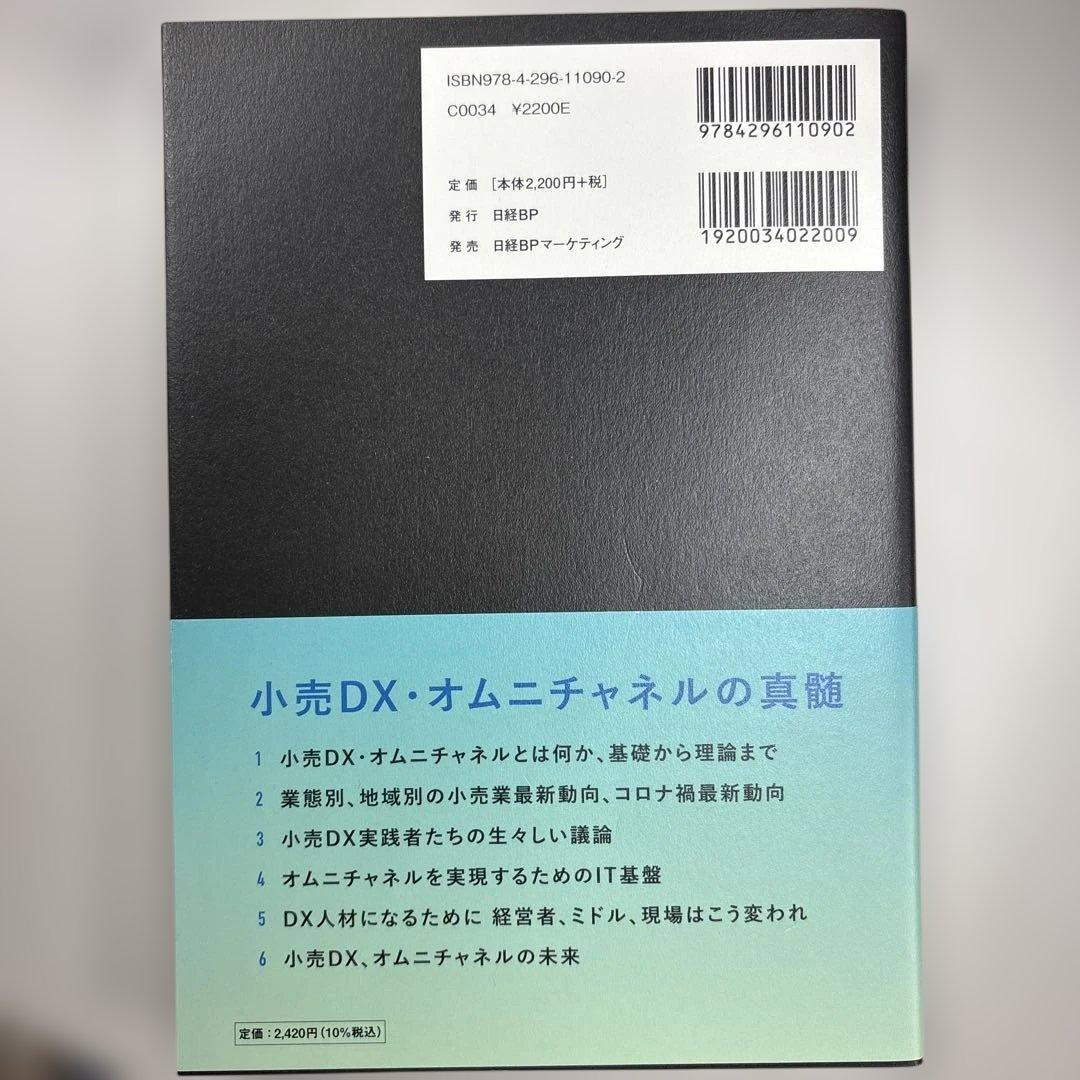 ISBN978-4-296-11090-2
C0034 ¥2200E
9784296110902
定価 [本体2,200円+税]
発行 日経BP
発売 日経BPマーケティング
1920034022009
小売DX・オムニチャネルの真髄
1 小売DX・オムニチャネルとは何か、基礎から理論まで
2 業態別、地域別の小売業最新動向、コロナ禍最新動向
3 小売DX実践者たちの生々しい議論
4 オムニチャネルを実現するためのIT基盤
5 DX人材になるために 経営者、ミドル、現場はこう変われ
6 小売DX、オムニチャネルの未来
定価：2,420円(10%税込)